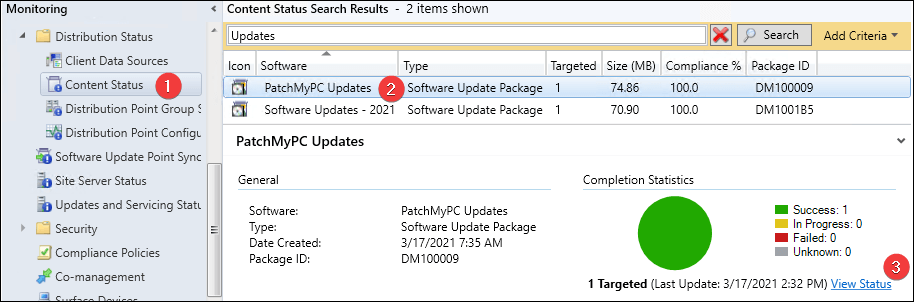 Monitoring
Distribution Status
Client Data Sources
Content Status
1
Distribution Point Group S
Distribution Point Configu
Software Update Point Sync
Site Server Status
Updates and Servicing Statu
Security
Compliance Policies
Co-management
Surface Devices
Content Status Search Results - 2 items shown
Updates
Search
Add Criteria
Icon Software Type Targeted Size (MB) Compliance % Package ID
PatchMyPC Updates 2 Software Update Package 1 74.86 100.0 DM100009
Software Updates - 2021 Software Update Package 1 70.90 100.0 DM1001B5
PatchMyPC Updates
General
Software: PatchMyPC Updates
Type: Software Update Package
Date Created: 3/17/2021 7:35 AM
Package ID: DM100009
Completion Statistics
Success: 1
In Progress: 0
Failed: 0
Unknown: 0
3
1 Targeted (Last Update: 3/17/2021 2:32 PM) View Status